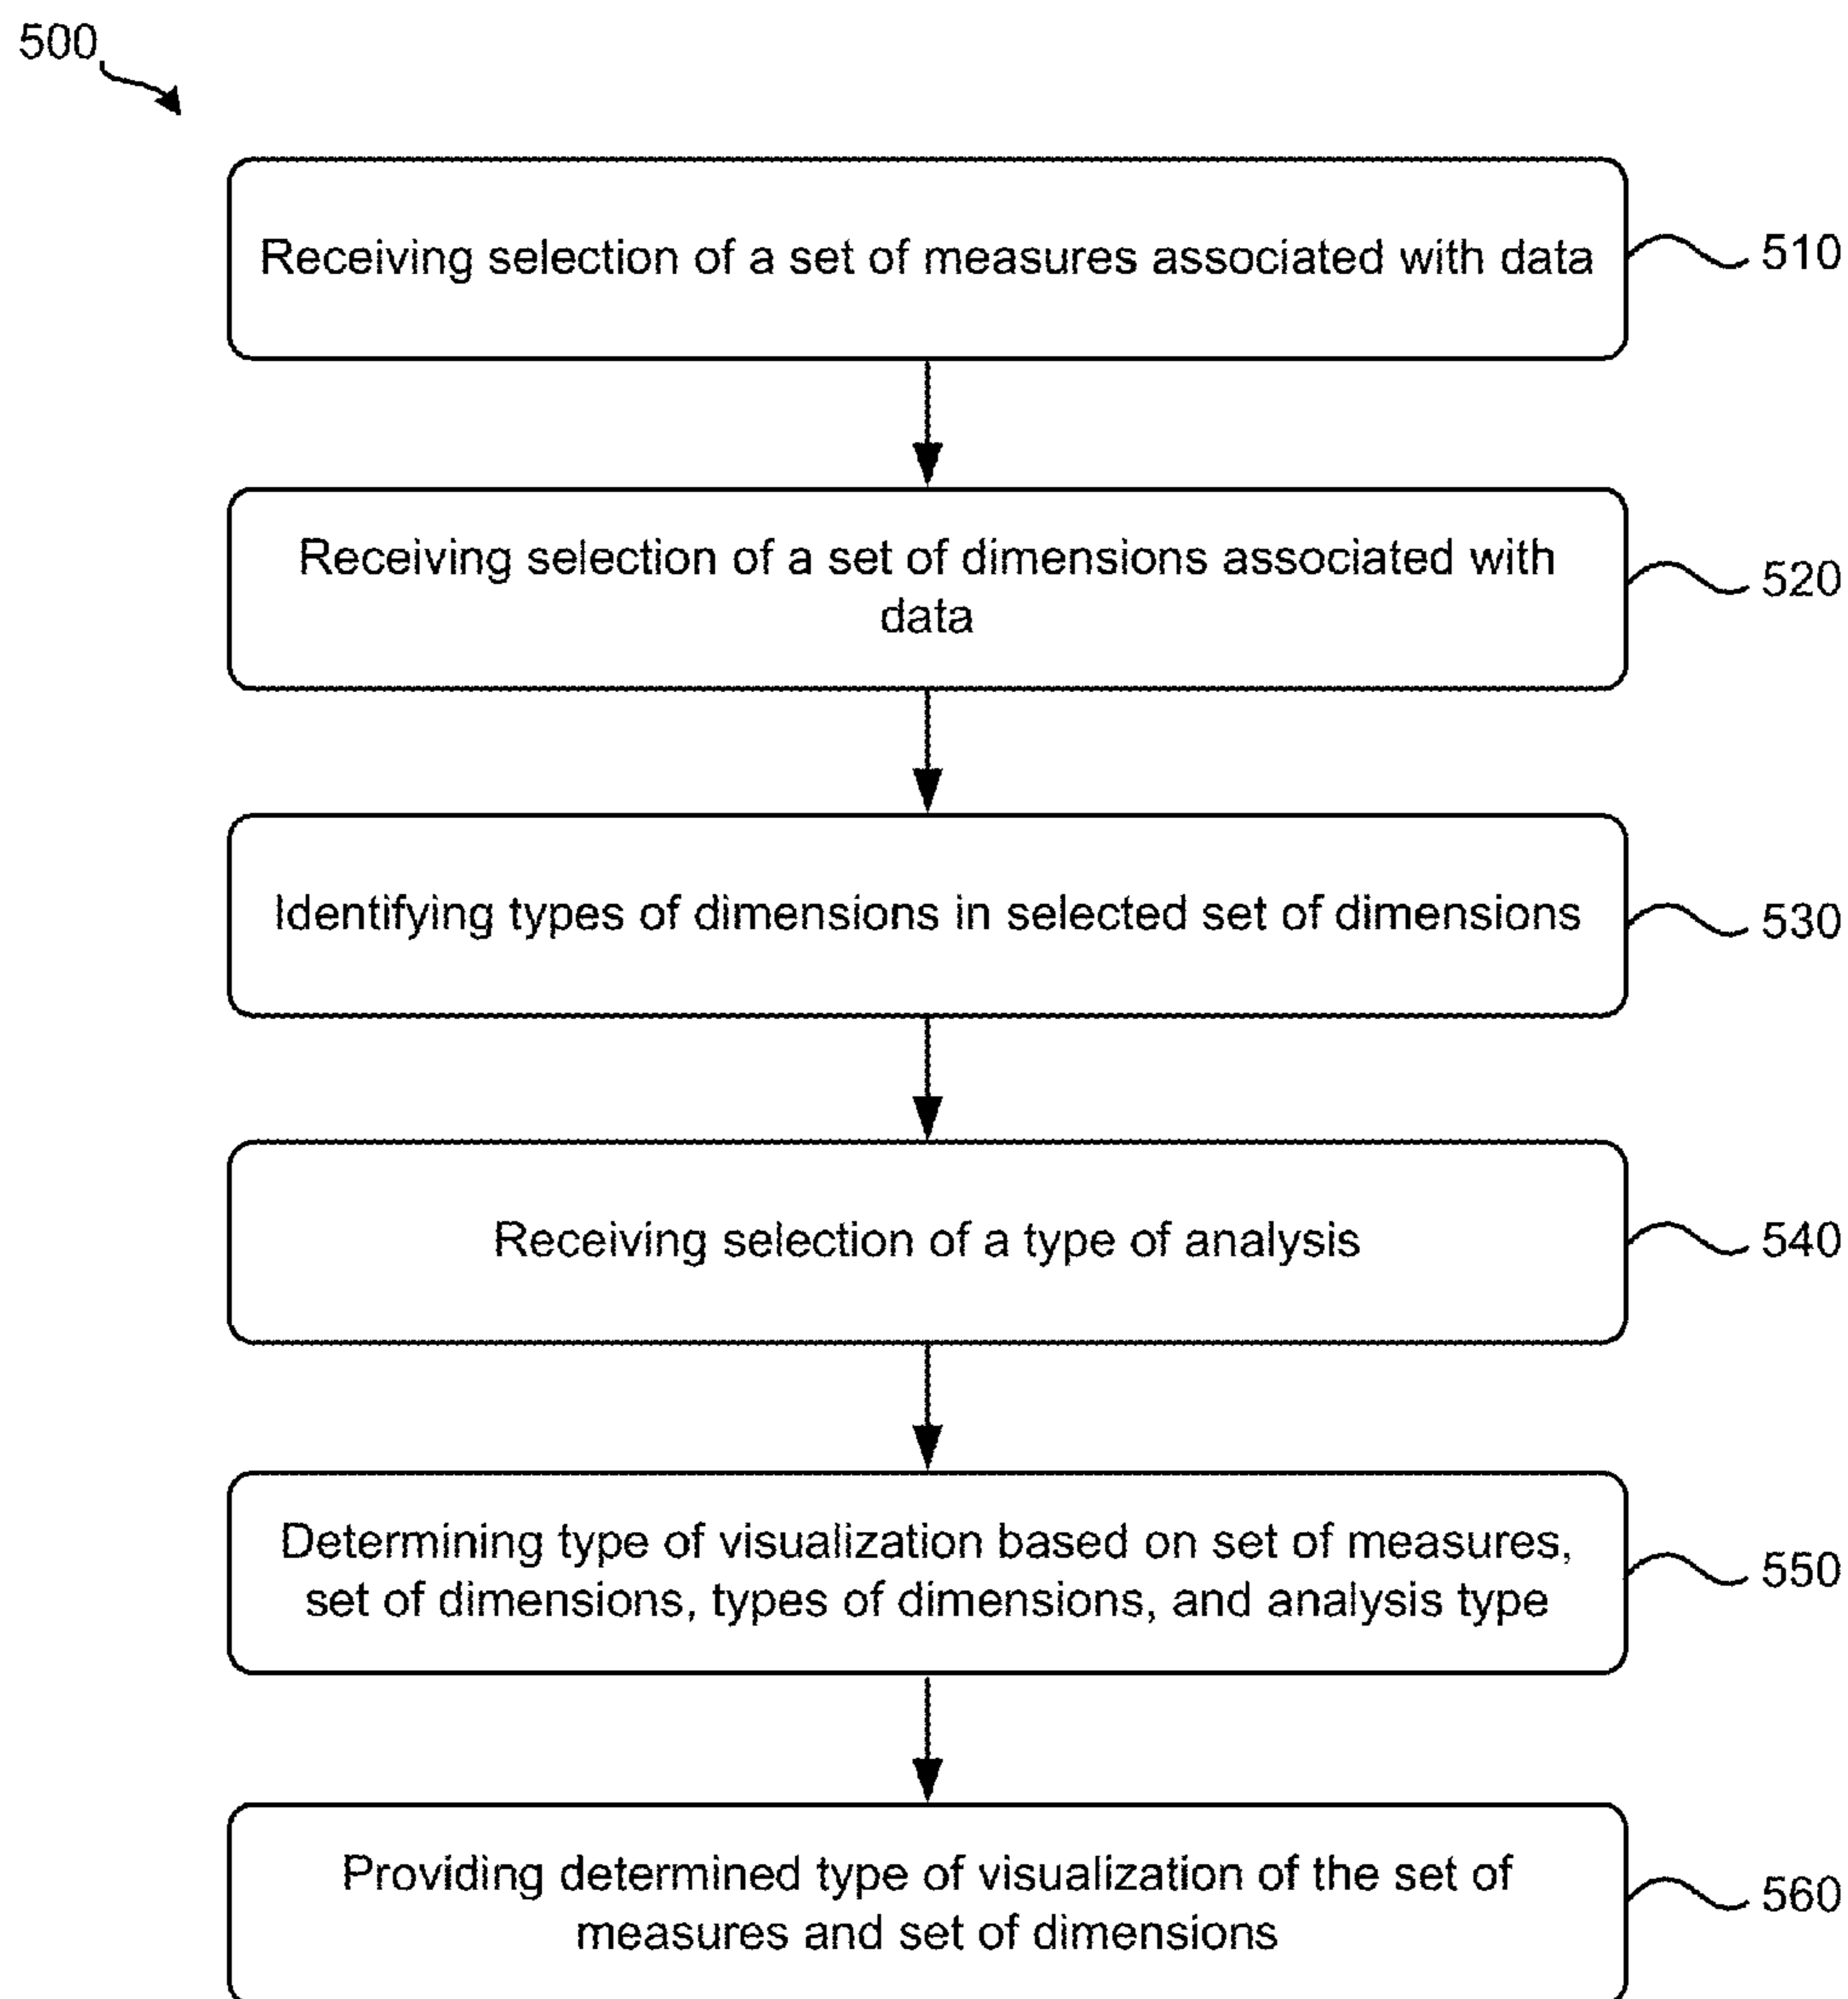 500
Receiving selection of a set of measures associated with data
510
Receiving selection of a set of dimensions associated with
data
520
Identifying types of dimensions in selected set of dimensions
530
Receiving selection of a type of analysis
540
Determining type of visualization based on set of measures,
set of dimensions, types of dimensions, and analysis type
550
Providing determined type of visualization of the set of
measures and set of dimensions
560